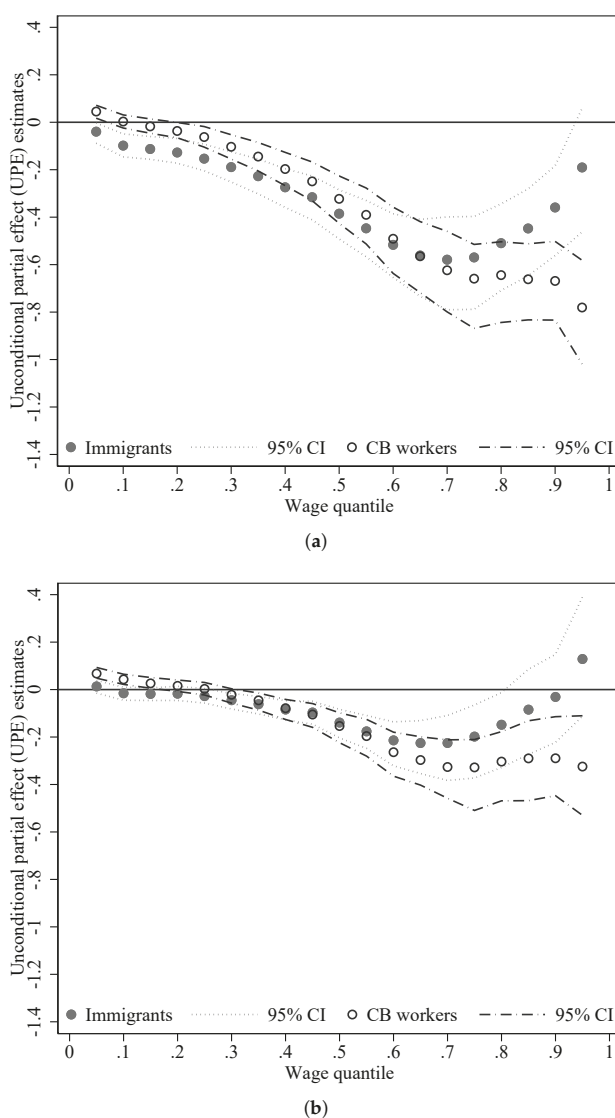 Unconditional partial effect (UPE) estimates
.4
.2
0
-.2
-.4
-.6
-.8
-1
-1.2
-1.4
Immigrants 95% CI CB workers 95% CI
0 .1 .2 .3 .4 .5 .6 .7 .8 .9 1
Wage quantile
(a)
Unconditional partial effect (UPE) estimates
.4
.2
0
-.2
-.4
-.6
-.8
-1
-1.2
-1.4
Immigrants 95% CI CB workers 95% CI
0 .1 .2 .3 .4 .5 .6 .7 .8 .9 1
Wage quantile
(b)